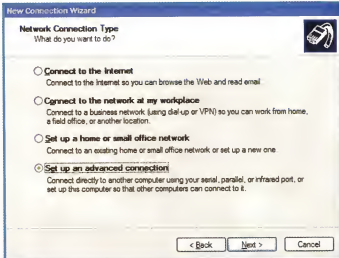 New Connection Wizard
Network Connection Type
What do you want to do?
Connect to the Internet
Connect to the Internet so you can browse the Web and read email.
Connect to the network at my workplace
Connect to a business network (using dial-up or VPN) so you can work from home,
a field office, or another location.
Set up a home or small office network
Connect to an existing home or small office network or set up a new one.
Set up an advanced connection
Connect directly to another computer using your serial, parallel, or infrared port, or
set up this computer so that other computers can connect to it.
< Back
Next >
Cancel